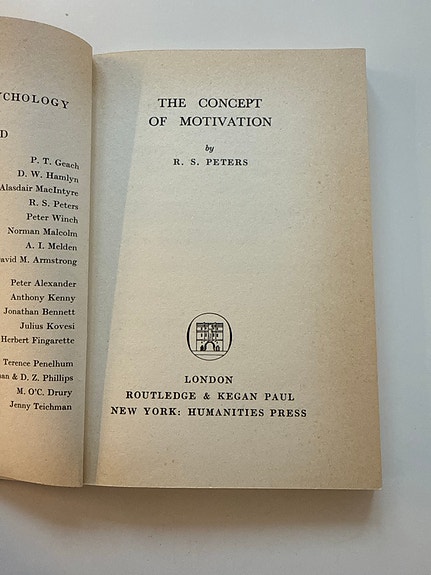 YCHOLOGY
D
P. T. Geach
D. W. Hamlyn
Alasdair MacIntyre
R. S. Peters
Peter Winch
Norman Malcolm
A. I. Melden
avid M. Armstrong
Peter Alexander
Anthony Kenny
Jonathan Bennett
Julius Kovesi
Herbert Fingarette
Terence Penelhum
an & D. Z. Phillips
M. O'C. Drury
Jenny Teichman
THE CONCEPT
OF MOTIVATION
by
R. S. PETERS
LONDON
ROUTLEDGE & KEGAN PAUL
NEW YORK: HUMANITIES PRESS